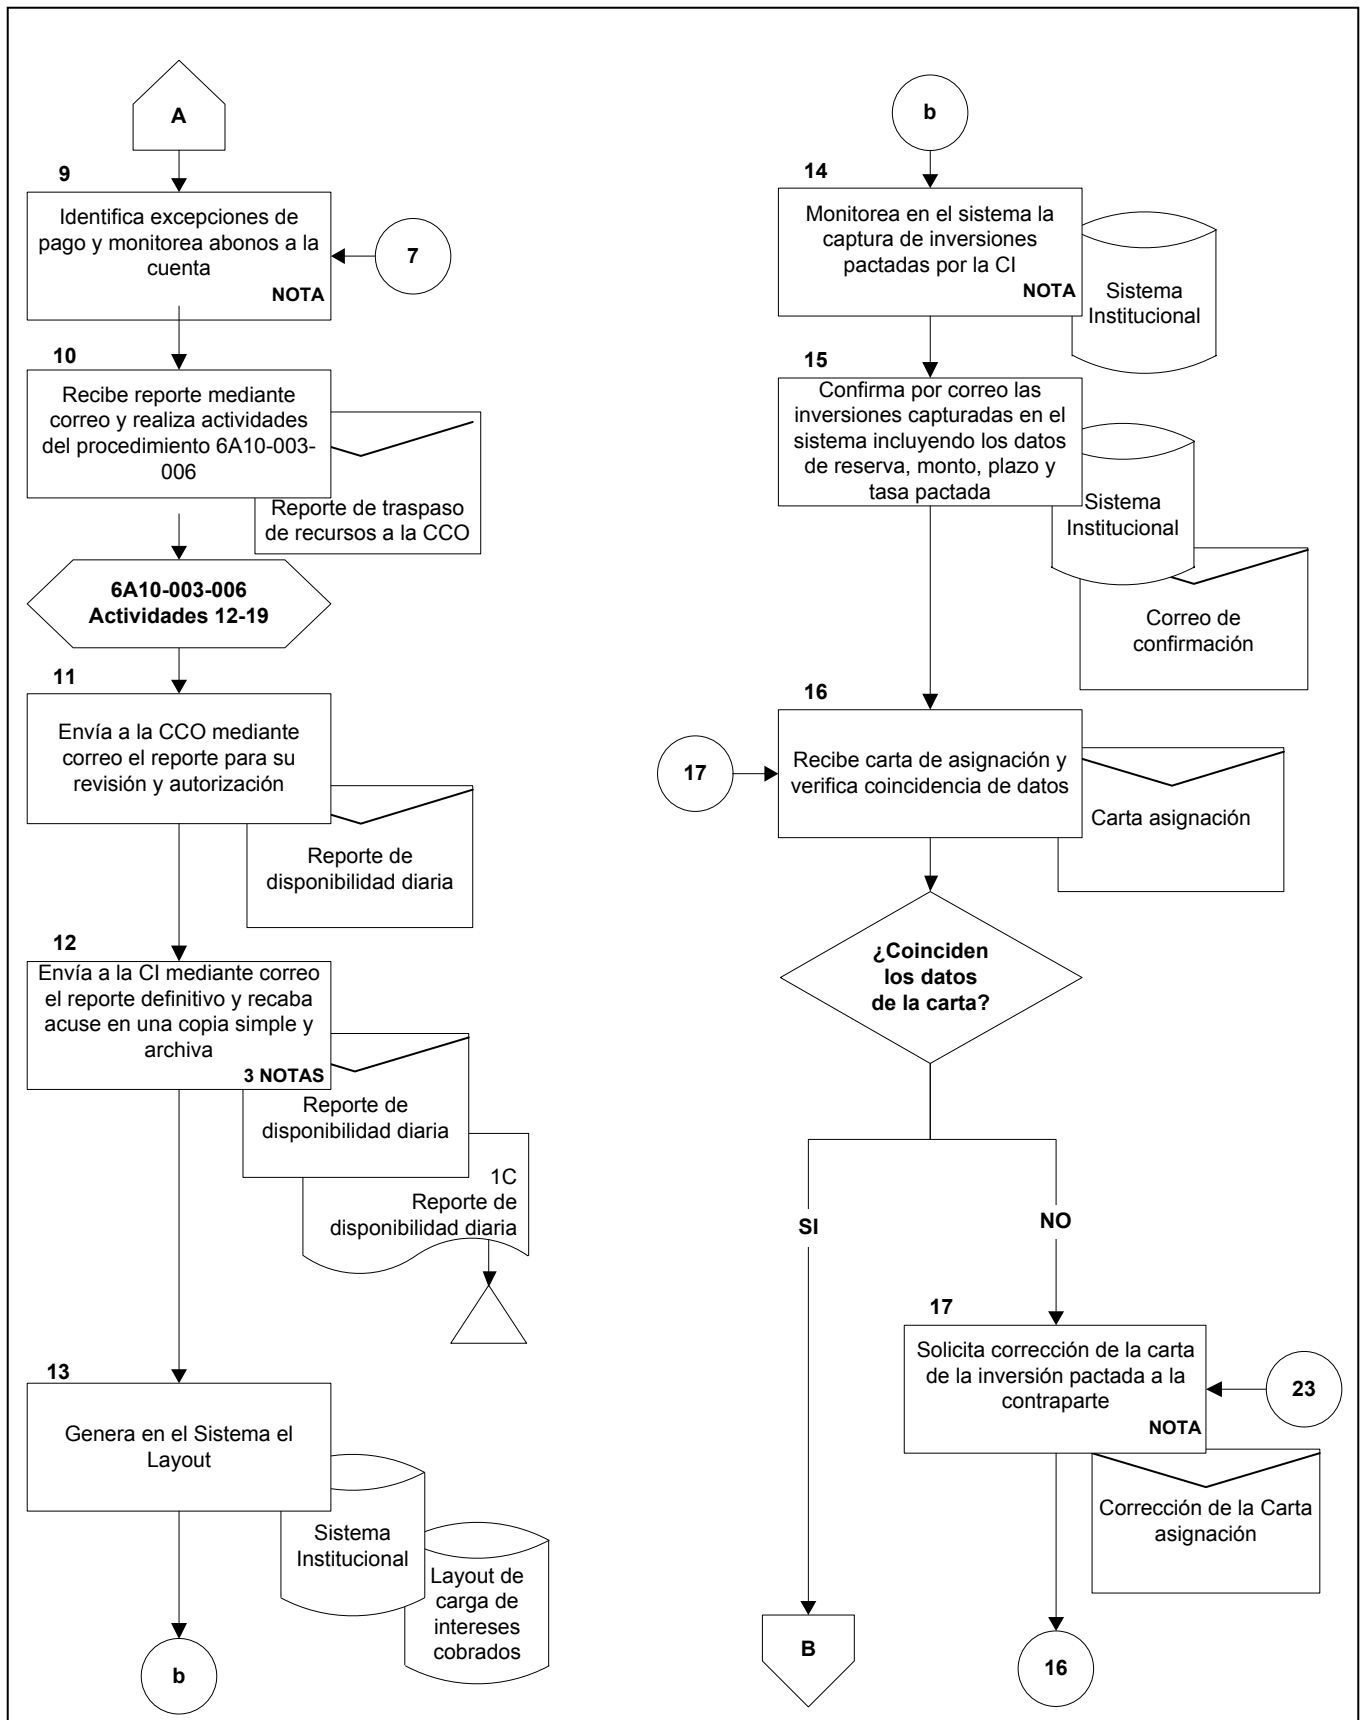 A
9
Identifica excepciones de
pago y monitorea abonos a la
cuenta
NOTA
7
10
Recibe reporte mediante
correo y realiza actividades
del procedimiento 6A10-003-
006
Reporte de traspaso
de recursos a la CCO
6A10-003-006
Actividades 12-19
11
Envía a la CCO mediante
correo el reporte para su
revisión y autorización
Reporte de
disponibilidad diaria
12
Envía a la CI mediante correo
el reporte definitivo y recaba
acuse en una copia simple y
archiva
3 NOTAS
Reporte de
disponibilidad diaria
1C
Reporte de
disponibilidad diaria
13
Genera en el Sistema el
Layout
Sistema
Institucional
Layout de
carga de
intereses
cobrados
b
b
14
Monitorea en el sistema la
captura de inversiones
pactadas por la CI
NOTA
Sistema
Institucional
15
Confirma por correo las
inversiones capturadas en el
sistema incluyendo los datos
de reserva, monto, plazo y
tasa pactada
Sistema
Institucional
Correo de
confirmación
16
17
Recibe carta de asignación y
verifica coincidencia de datos
Carta asignación
¿Coinciden
los datos
de la carta?
SI
NO
17
Solicita corrección de la carta
de la inversión pactada a la
contraparte
NOTA
23
Corrección de la Carta
asignación
B
16